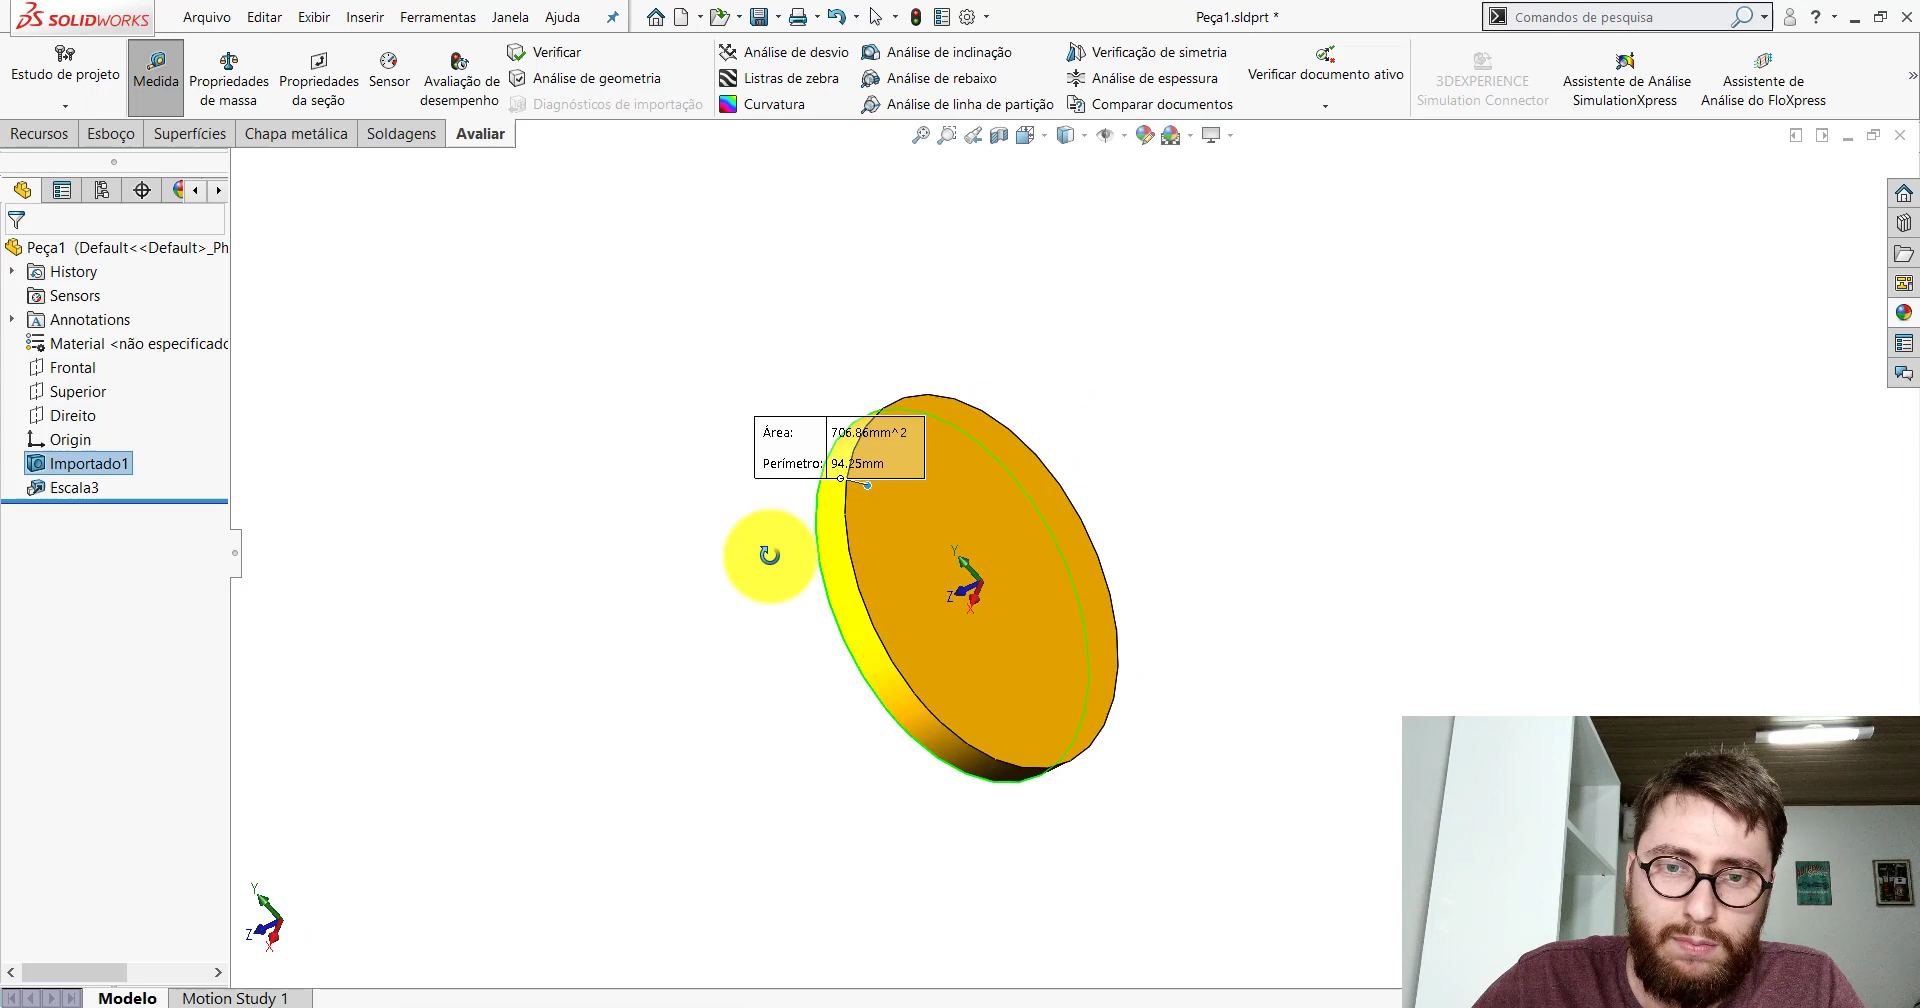 SOLIDWORKS
Arquivo Editar Exibir Inserir Ferramentas Janela Ajuda
Peça1.sldprt *
Comandos de pesquisa
Estudo de projeto
Medida
Propriedades de massa
Propriedades da seção
Sensor
Avaliação de desempenho
Verificar
Análise de geometria
Diagnósticos de importação
Análise de desvio
Listras de zebra
Curvatura
Análise de inclinação
Análise de rebaixo
Análise de linha de partição
Verificação de simetria
Análise de espessura
Comparar documentos
Verificar documento ativo
3DEXPERIENCE
Simulation Connector
Assistente de Análise
SimulationXpress
Assistente de
Análise do FloXpress
Recursos Esboço Superfícies Chapa metálica Soldagens Avaliar
Peça1 (Default<<Default>_Ph
History
Sensors
Annotations
Material <não especificado
Frontal
Superior
Direito
Origin
Importado1
Escala3
Área: 706.86mm^2
Perímetro: 94.25mm
Y
Z
X
Y
Z
X
Modelo Motion Study 1